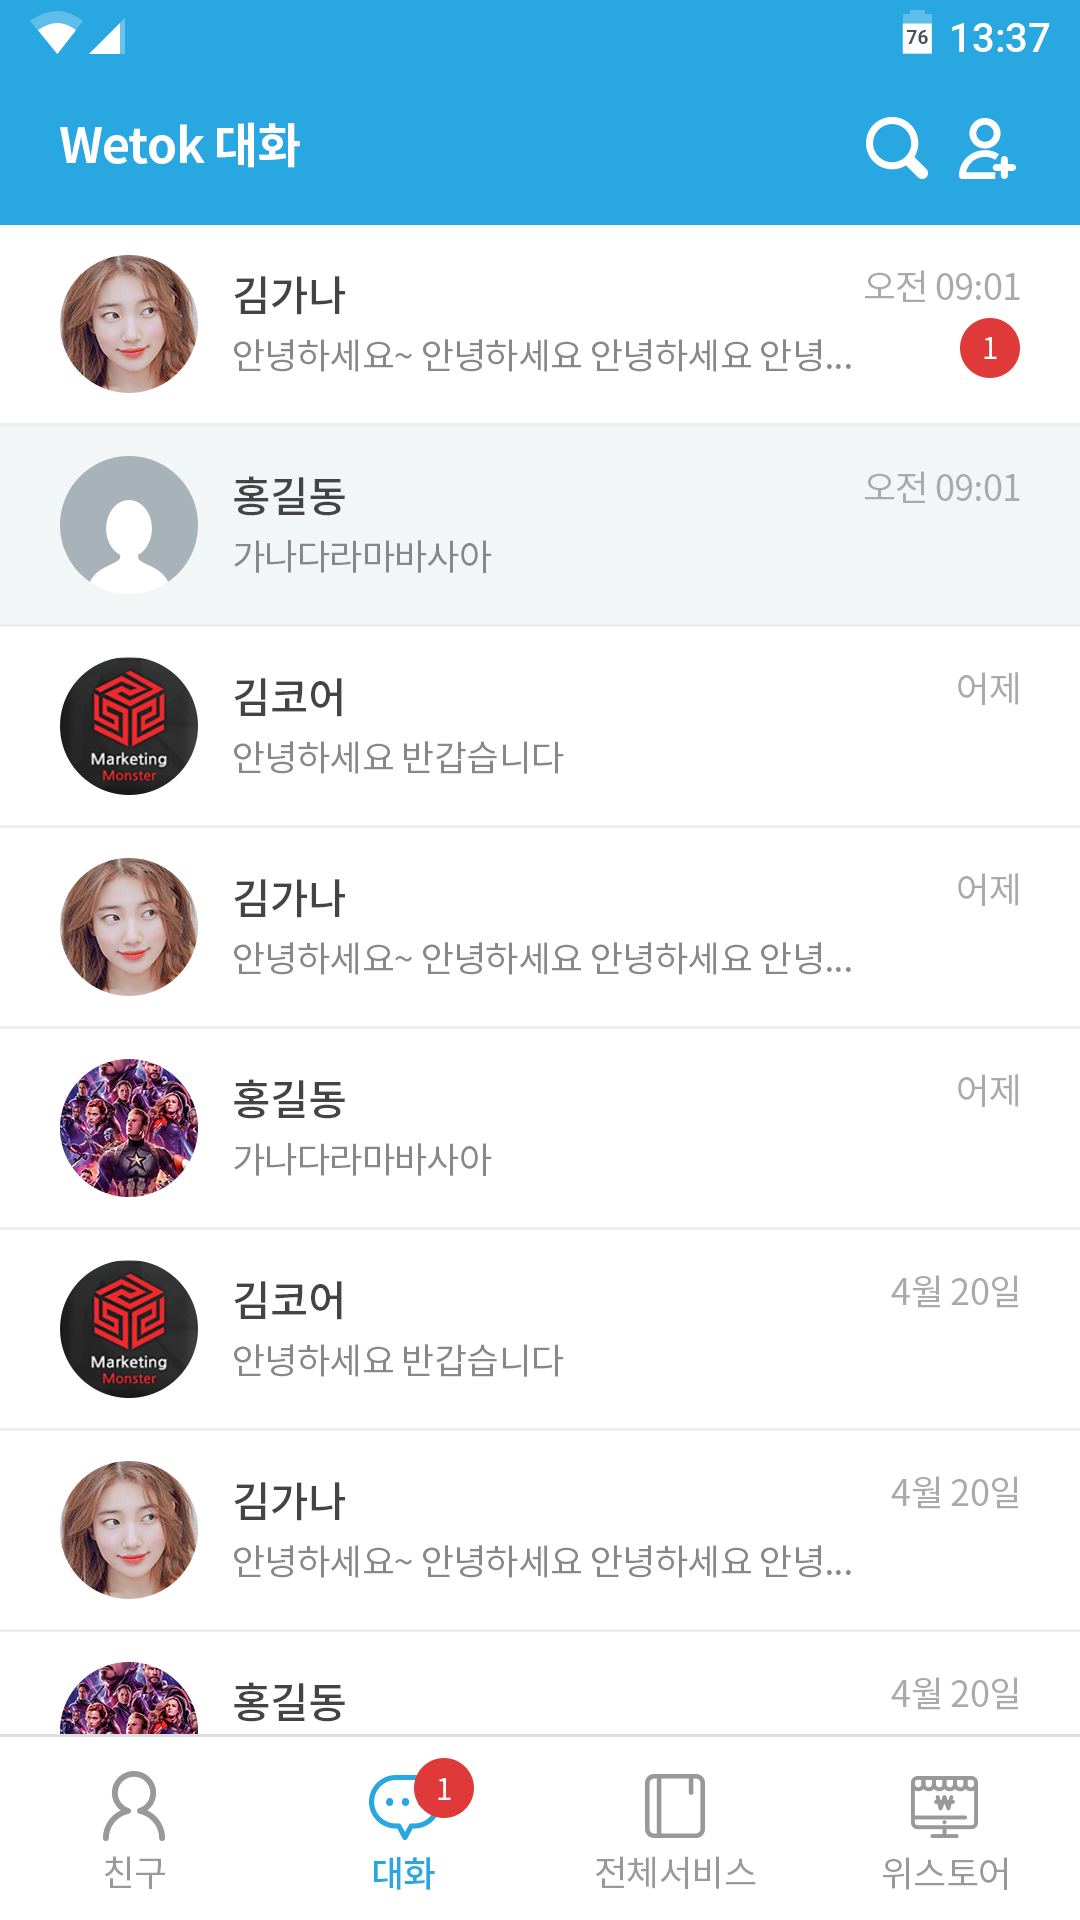 76 13:37
Wetok 대화
김가나 오전 09:01
안녕하세요~ 안녕하세요 안녕하세요 안녕... 1
홍길동 오전 09:01
가나다라마바사아
김코어 어제
안녕하세요 반갑습니다
Marketing
Monster
김가나 어제
안녕하세요~ 안녕하세요 안녕하세요 안녕...
홍길동 어제
가나다라마바사아
김코어 4월 20일
안녕하세요 반갑습니다
Marketing
Monster
김가나 4월 20일
안녕하세요~ 안녕하세요 안녕하세요 안녕...
홍길동 4월 20일
1
친구 대화 전체서비스 위스토어